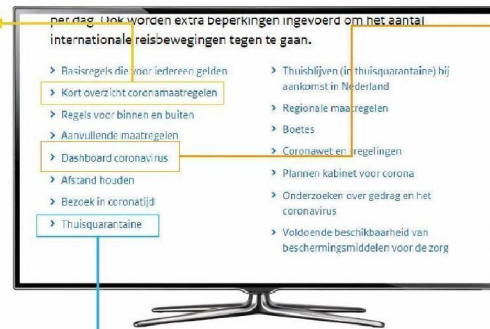 per dag. Ook worden extra beperkingen ingevoerd om het aantal
internationale reisbewegingen tegen te gaan.
> Basisregels die voor iedereen gelden
> Kort overzicht coronamaatregelen
> Regels voor binnen en buiten
> Aanvullende maatregelen
> Dashboard coronavirus
> Afstand houden
> Bezoek in coronatijd
> Thuisquarantaine
> Thuisblijven (in thuisquarantaine) bij
aankomst in Nederland
> Regionale maatregelen
> Boetes
> Coronawet en regelingen
> Plannen kabinet voor corona
> Onderzoeken over gedrag en het
coronavirus
> Voldoende beschikbaarheid van
beschermingsmiddelen voor de zorg